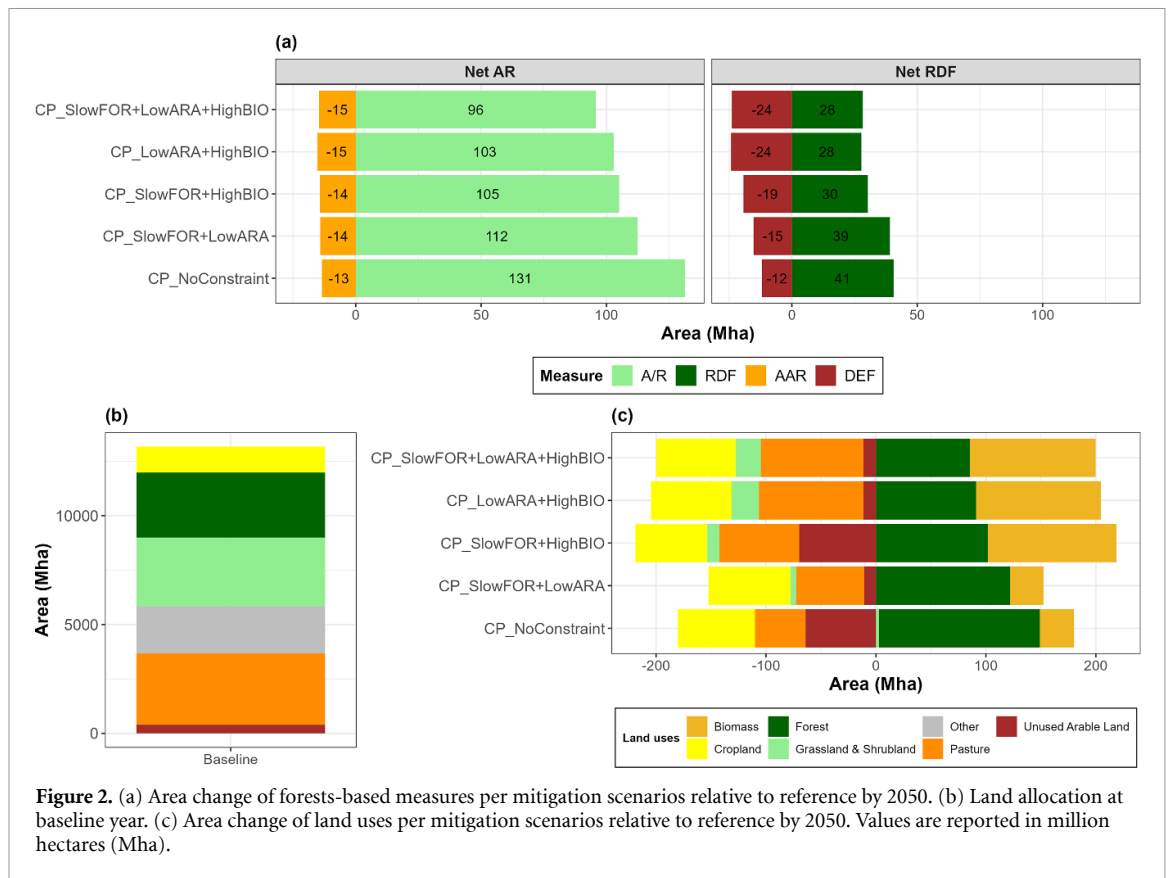 (a)
Net AR
Net RDF
CP_SlowFOR+LowARA+HighBIO
-15
96
-24
28
CP_LowARA+HighBIO
-15
103
-24
28
CP_SlowFOR+HighBIO
-14
105
-19
30
CP_SlowFOR+LowARA
-14
112
-15
39
CP_NoConstraint
-13
131
-12
41
0
50
100
0
50
100
Area (Mha)
Measure
A/R
RDF
AAR
DEF
(b)
10000
5000
0
Area (Mha)
Baseline
(c)
CP_SlowFOR+LowARA+HighBIO
CP_LowARA+HighBIO
CP_SlowFOR+HighBIO
CP_SlowFOR+LowARA
CP_NoConstraint
-200
-100
0
100
200
Area (Mha)
Land uses
Biomass
Forest
Other
Unused Arable Land
Cropland
Grassland & Shrubland
Pasture
Figure 2. (a) Area change of forests-based measures per mitigation scenarios relative to reference by 2050. (b) Land allocation at
baseline year. (c) Area change of land uses per mitigation scenarios relative to reference by 2050. Values are reported in million
hectares (Mha).